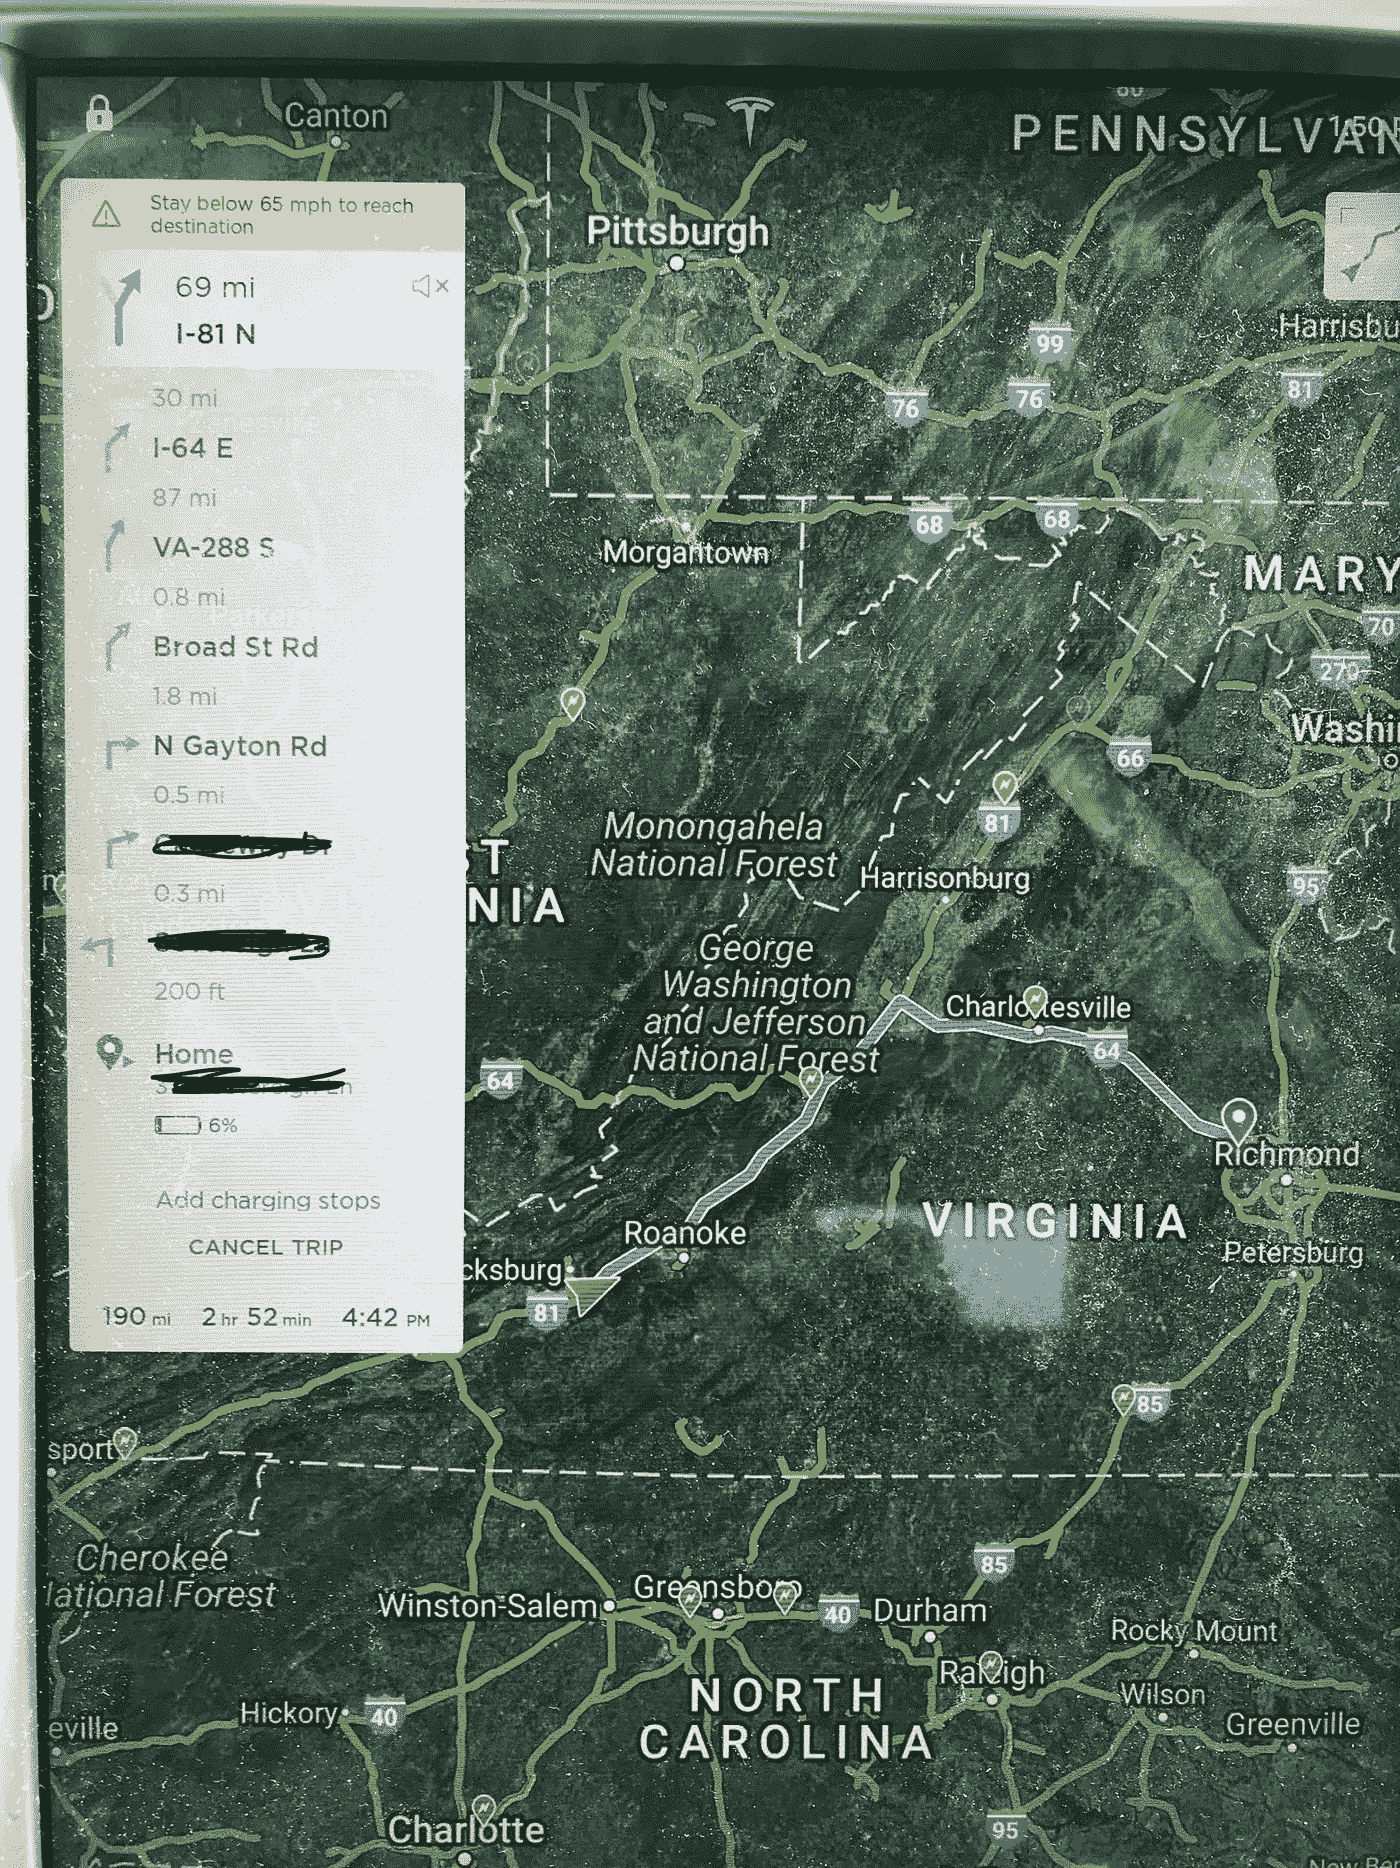 Canton
PENNSYLVAN
1:50 P
80
Stay below 65 mph to reach
destination
69 mi
I-81 N
30 mi
I-64 E
87 mi
VA-288 S
0.8 mi
Broad St Rd
1.8 mi
N Gayton Rd
0.5 mi
0.3 mi
200 ft
Home
6%
Add charging stops
CANCEL TRIP
190 mi 2 hr 52 min 4:42 PM
Pittsburgh
Harrisbu
99
76
76
81
68
68
Morgantown
MARY
70
270
Washi
66
81
95
ST
NIA
Monongahela
National Forest
Harrisonburg
George
Washington
and Jefferson
National Forest
Charlottesville
64
64
Richmond
Roanoke
VIRGINIA
Petersburg
cksburg
81
85
sport
Cherokee
National Forest
85
Winston-Salem
Greensboro
40
Durham
Rocky Mount
Raleigh
NORTH
CAROLINA
Wilson
Greenville
Hickory
40
eville
Charlotte
95